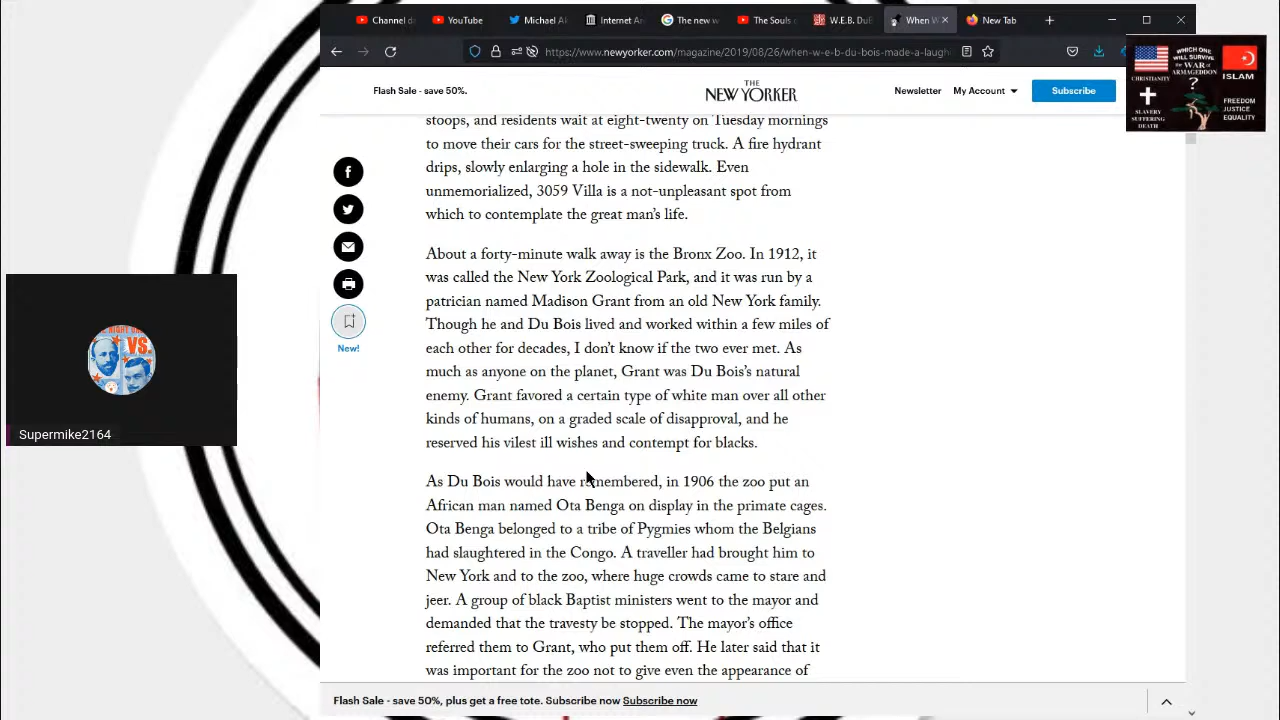 Channel da
YouTube
Michael Al
Internet Ar
The new w
The Souls o
W.E.B. DuB
When W
New Tab
https://www.newyorker.com/magazine/2019/08/26/when-w-e-b-du-bois-made-a-laugh
Flash Sale - save 50%.
THE
NEW YORKER
Newsletter
My Account
Subscribe
WHICH ONE
WILL SURVIVE
the WAR of
ARMAGEDDON
?
CHRISTIANITY
ISLAM
SLAVERY
SUFFERING
DEATH
FREEDOM
JUSTICE
EQUALITY
stoops, and residents wait at eight-twenty on Tuesday mornings
to move their cars for the street-sweeping truck. A fire hydrant
drips, slowly enlarging a hole in the sidewalk. Even
unmemorialized, 3059 Villa is a not-unpleasant spot from
which to contemplate the great man's life.
About a forty-minute walk away is the Bronx Zoo. In 1912, it
was called the New York Zoological Park, and it was run by a
patrician named Madison Grant from an old New York family.
Though he and Du Bois lived and worked within a few miles of
each other for decades, I don't know if the two ever met. As
much as anyone on the planet, Grant was Du Bois's natural
enemy. Grant favored a certain type of white man over all other
kinds of humans, on a graded scale of disapproval, and he
reserved his vilest ill wishes and contempt for blacks.
As Du Bois would have remembered, in 1906 the zoo put an
African man named Ota Benga on display in the primate cages.
Ota Benga belonged to a tribe of Pygmies whom the Belgians
had slaughtered in the Congo. A traveller had brought him to
New York and to the zoo, where huge crowds came to stare and
jeer. A group of black Baptist ministers went to the mayor and
demanded that the travesty be stopped. The mayor's office
referred them to Grant, who put them off. He later said that it
was important for the zoo not to give even the appearance of
New!
VS.
Supermike2164
Flash Sale - save 50%, plus get a free tote. Subscribe now Subscribe now